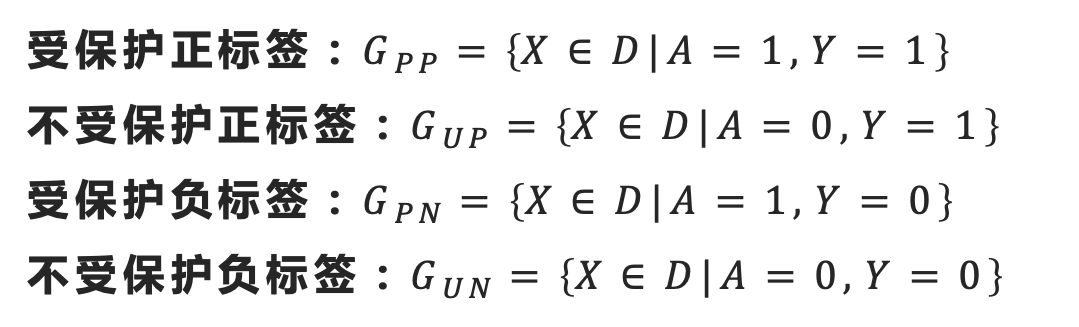 受保护正标签：G_{PP} = {X ∈ D|A = 1, Y = 1}
不受保护正标签：G_{UP} = {X ∈ D|A = 0, Y = 1}
受保护负标签：G_{PN} = {X ∈ D|A = 1, Y = 0}
不受保护负标签：G_{UN} = {X ∈ D|A = 0, Y = 0}